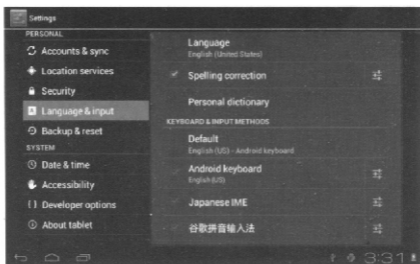 Settings
PERSONAL
Accounts & sync
Location services
Security
Language & input
Backup & reset
SYSTEM
Date & time
Accessibility
{ } Developer options
About tablet
Language
English (United States)
Spelling correction
Personal dictionary
KEYBOARD & INPUT METHODS
Default
English (US) - Android keyboard
Android keyboard
English (US)
Japanese IME
谷歌拼音输入法
3:31